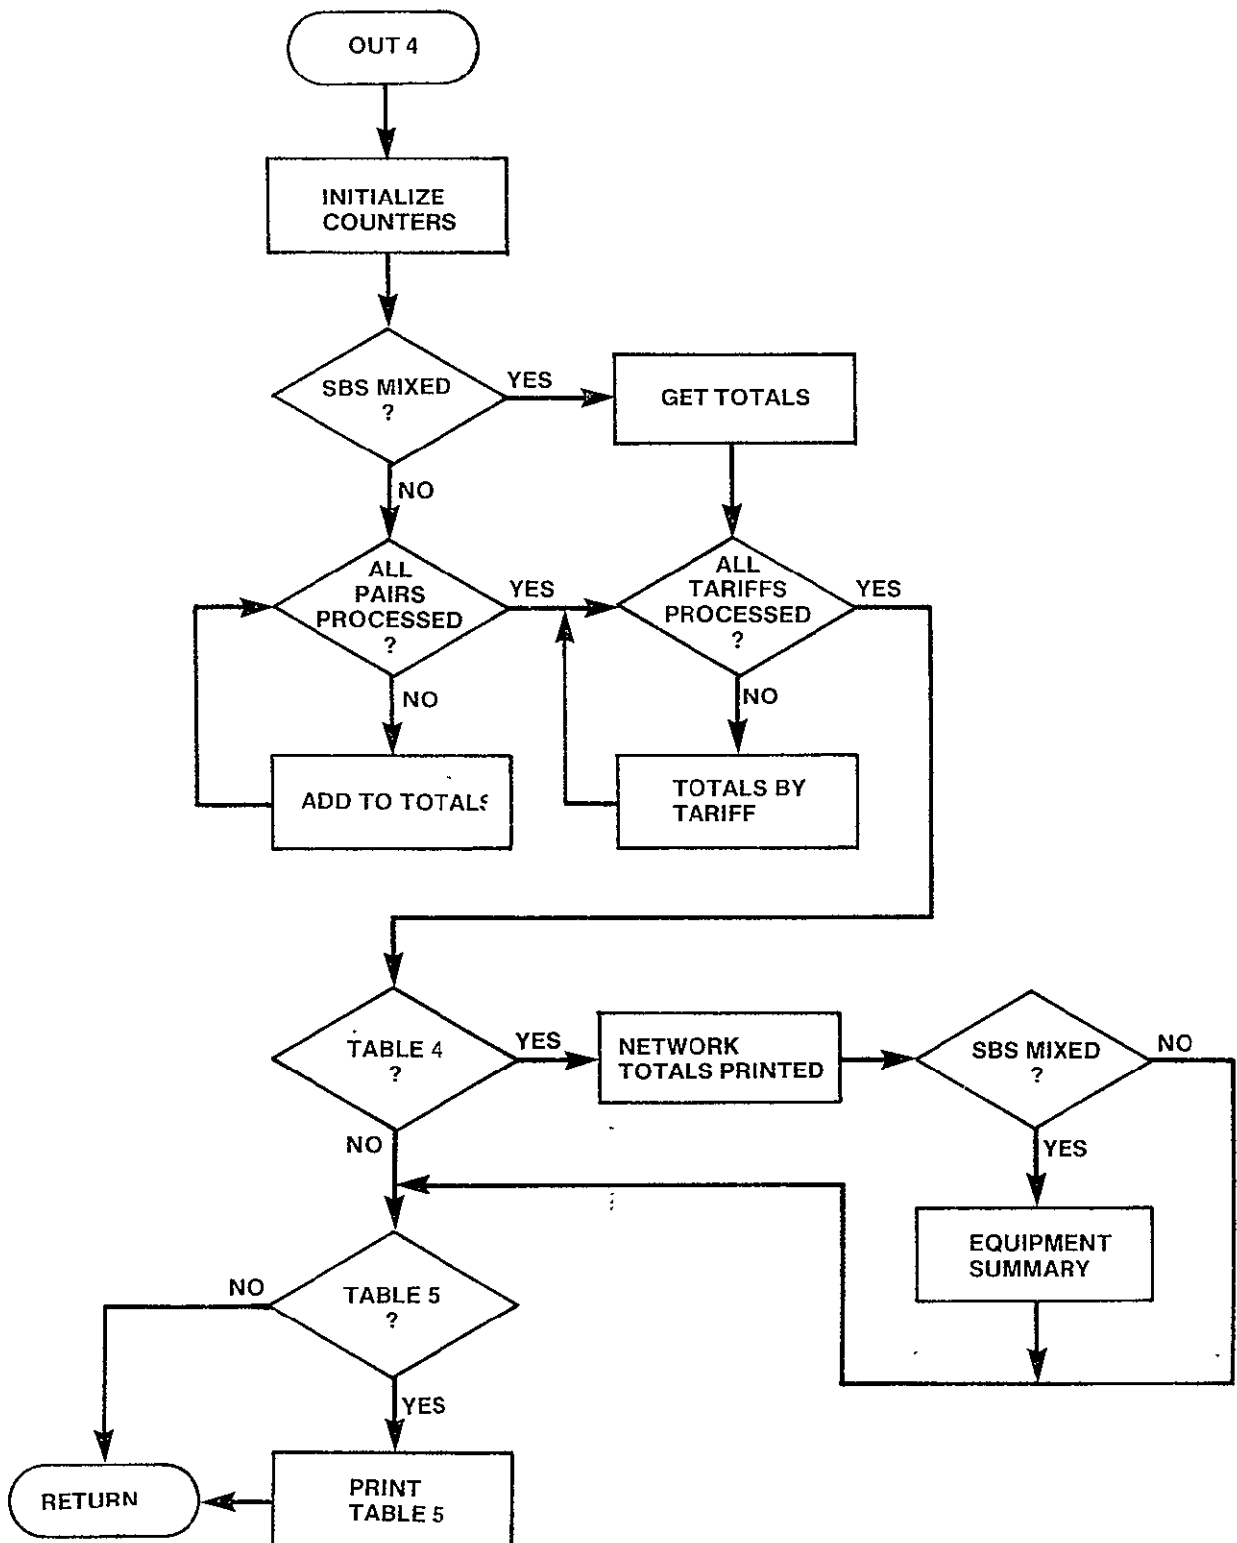 OUT 4
INITIALIZE
COUNTERS
SBS MIXED
?
YES
GET TOTALS
NO
ALL
PAIRS
PROCESSED
?
YES
ALL
TARIFFS
PROCESSED
?
YES
NO
NO
ADD TO TOTALS
TOTALS BY
TARIFF
TABLE 4
?
YES
NETWORK
TOTALS PRINTED
SBS MIXED
?
NO
NO
YES
EQUIPMENT
SUMMARY
TABLE 5
?
NO
YES
RETURN
PRINT
TABLE 5